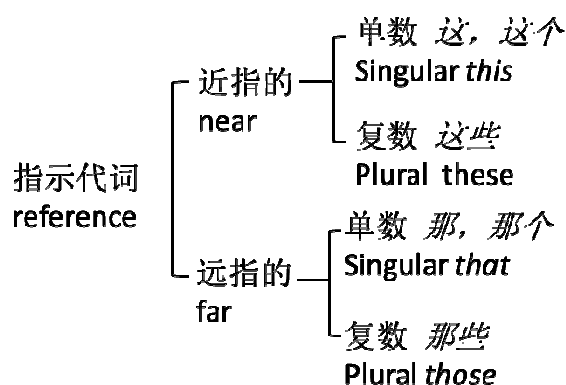 指示代词
reference
近指的
near
单数 这，这个
Singular this
复数 这些
Plural these
远指的
far
单数 那，那个
Singular that
复数 那些
Plural those